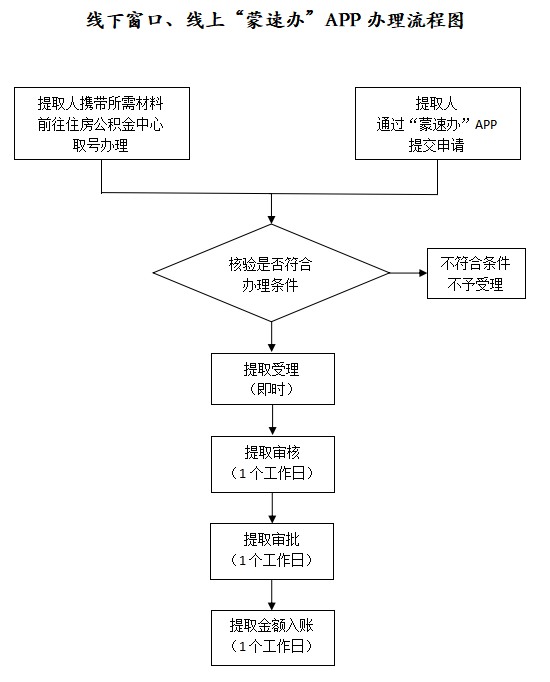 线下窗口、线上“蒙速办”APP 办理流程图
提取人携带所需材料
前往住房公积金中心
取号办理
提取人
通过“蒙速办”APP
提交申请
核验是否符合
办理条件
不符合条件
不予受理
提取受理
（即时）
提取审核
（1 个工作日）
提取审批
（1 个工作日）
提取金额入账
（1 个工作日）